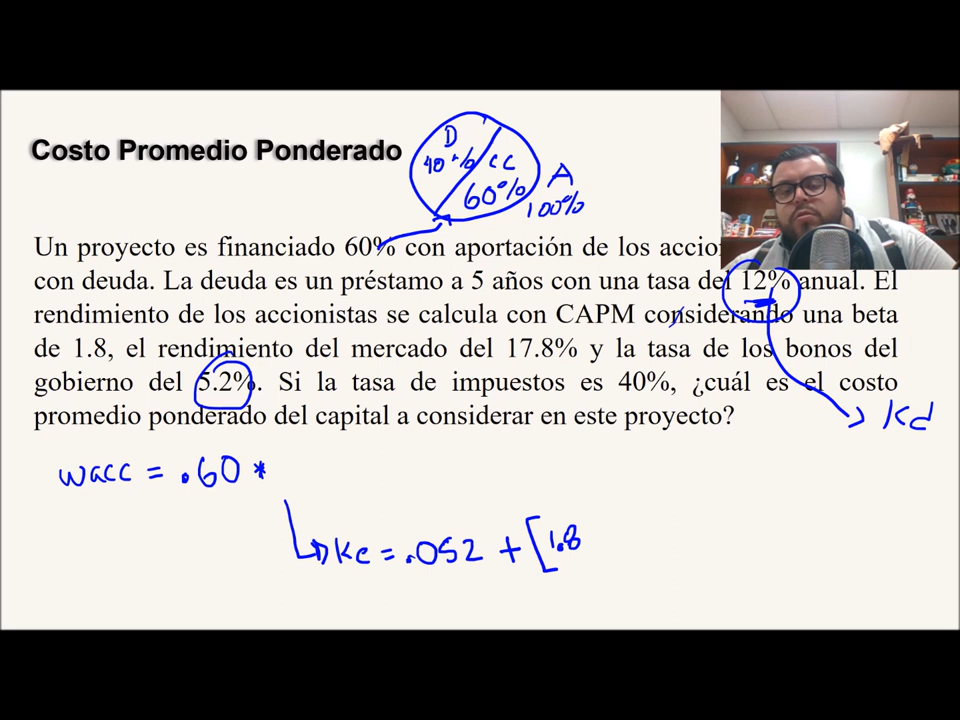 Costo Promedio Ponderado
D
40 % CC
60%
A
100%
Un proyecto es financiado 60% con aportación de los
con deuda. La deuda es un préstamo a 5 años con una tasa del 12% anual. El
rendimiento de los accionistas se calcula con CAPM considerando una beta
de 1.8, el rendimiento del mercado del 17.8% y la tasa de los bonos del
gobierno del 5.2%. Si la tasa de impuestos es 40%, ¿cuál es el costo
promedio ponderado del capital a considerar en este proyecto?
Kd
wacc = .60 *
Ke = .052 + [1.8